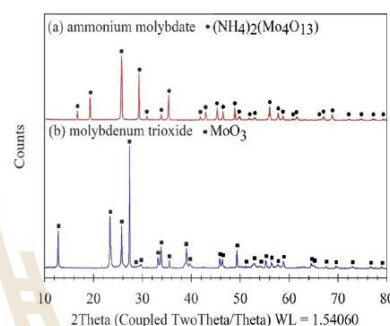 (a) ammonium molybdate • (NH4)2(Mo4O13)
(b) molybdenum trioxide ▪ MoO3
Counts
10 20 30 40 50 60 70 80
2Theta (Coupled TwoTheta/Theta) WL = 1.54060